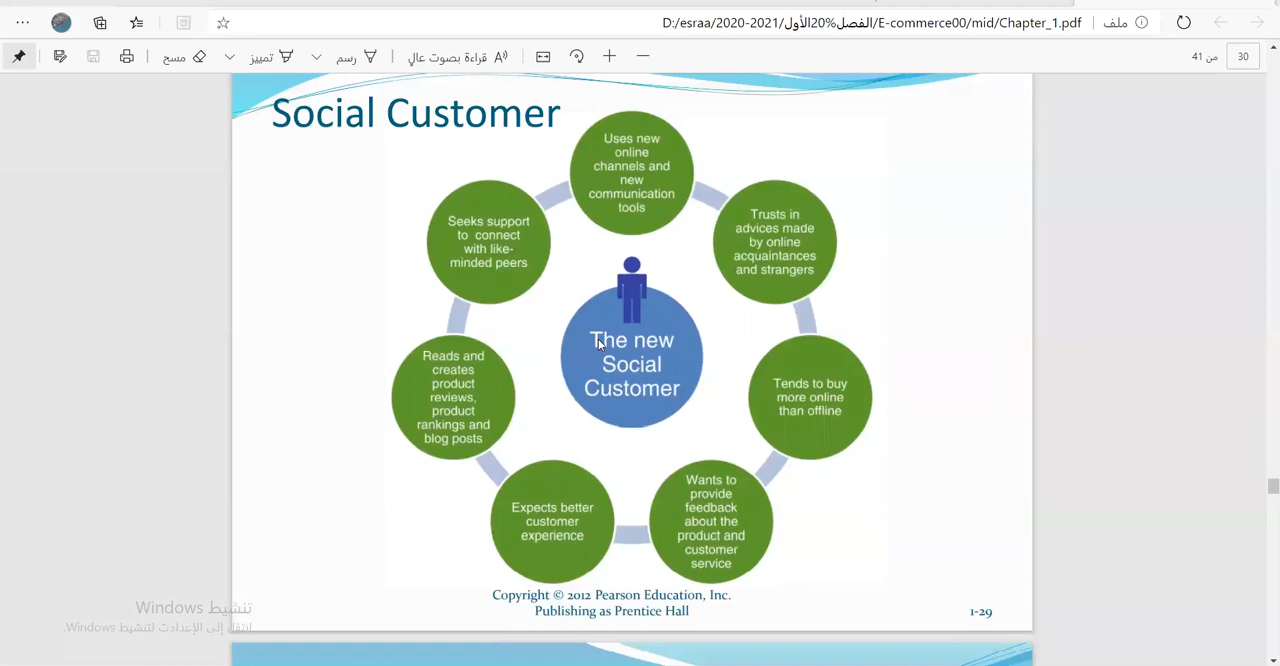 D:/esraa/2020-2021/الفصل%20الأول/E-commerce00/mid/Chapter_1.pdf
ملف
مسح
تمييز
رسم
قراءة بصوت عالٍ
من 41
30
Social Customer
Uses new
online
channels and
new
communication
tools
Trusts in
advices made
by online
acquaintances
and strangers
Tends to buy
more online
than offline
Wants to
provide
feedback
about the
product and
customer
service
Expects better
customer
experience
Reads and
creates
product
reviews,
product
rankings and
blog posts
Seeks support
to connect
with like-
minded peers
The new
Social
Customer
Copyright © 2012 Pearson Education, Inc.
Publishing as Prentice Hall
1-29
تنشيط Windows
انتقل إلى الإعدادات لتنشيط Windows.